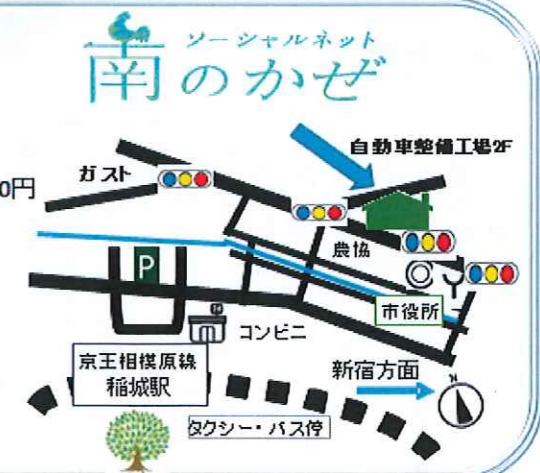 ソーシャルネット
南のかぜ
自動車整備工場2F
ガスト
0円
農協
P
市役所
コンビニ
京王相模原線
稲城駅
新宿方面
N
タクシー・バス停